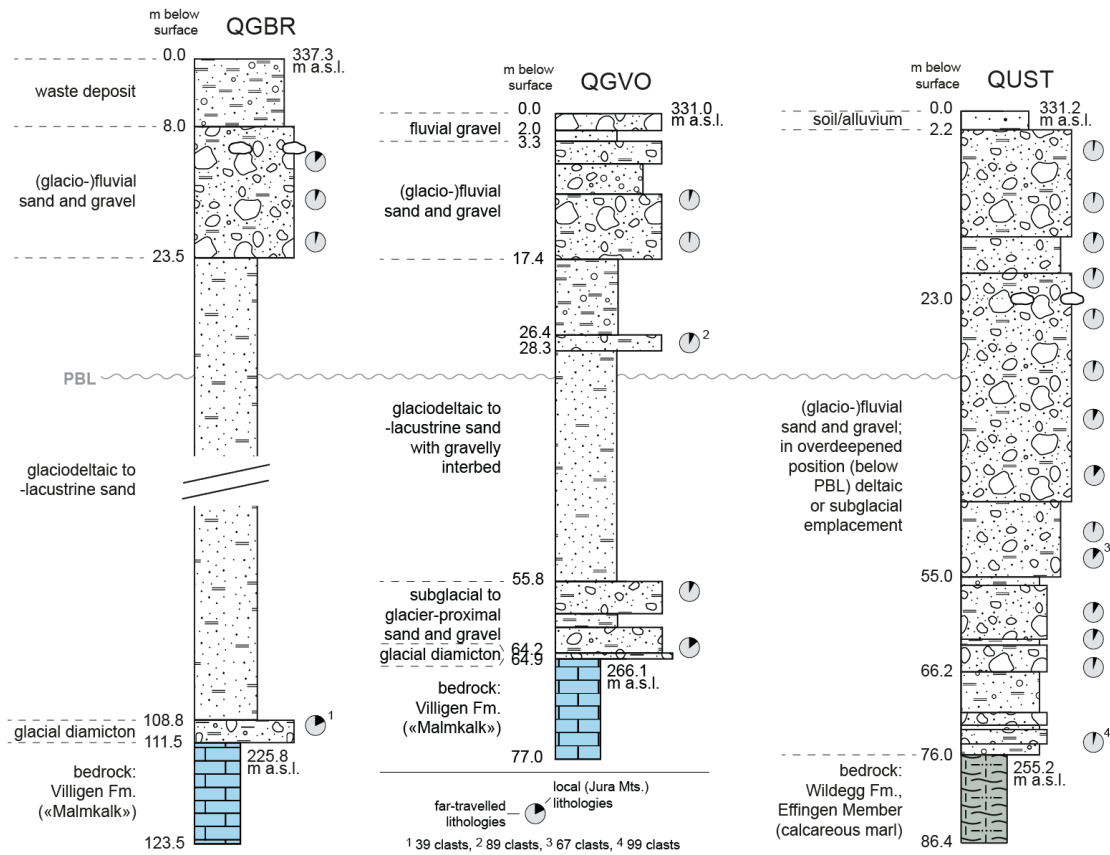 m below
surface
QGBR
0.0
337.3
m a.s.l.
waste deposit
8.0
(glacio-)fluvial
sand and gravel
23.5
PBL
glaciodeltaic to
-lacustrine sand
108.8
glacial diamicton
1
111.5
225.8
m a.s.l.
bedrock:
Villigen Fm.
(«Malmkalk»)
123.5
m below
surface
QGVO
0.0
331.0
m a.s.l.
fluvial gravel
2.0
3.3
(glacio-)fluvial
sand and gravel
17.4
26.4
2
28.3
glaciodeltaic to
-lacustrine sand
with gravelly
interbed
55.8
subglacial to
glacier-proximal
sand and gravel
64.2
glacial diamicton
64.9
266.1
m a.s.l.
bedrock:
Villigen Fm.
(«Malmkalk»)
77.0
local (Jura Mts.)
lithologies
far-travelled
lithologies
1 39 clasts, 2 89 clasts, 3 67 clasts, 4 99 clasts
m below
surface
QUST
0.0
331.2
m a.s.l.
soil/alluvium
2.2
23.0
(glacio-)fluvial
sand and gravel;
in overdeepened
position (below
PBL) deltaic
or subglacial
emplacement
3
55.0
66.2
4
76.0
255.2
m a.s.l.
bedrock:
Wildegg Fm.,
Effingen Member
(calcareous marl)
86.4